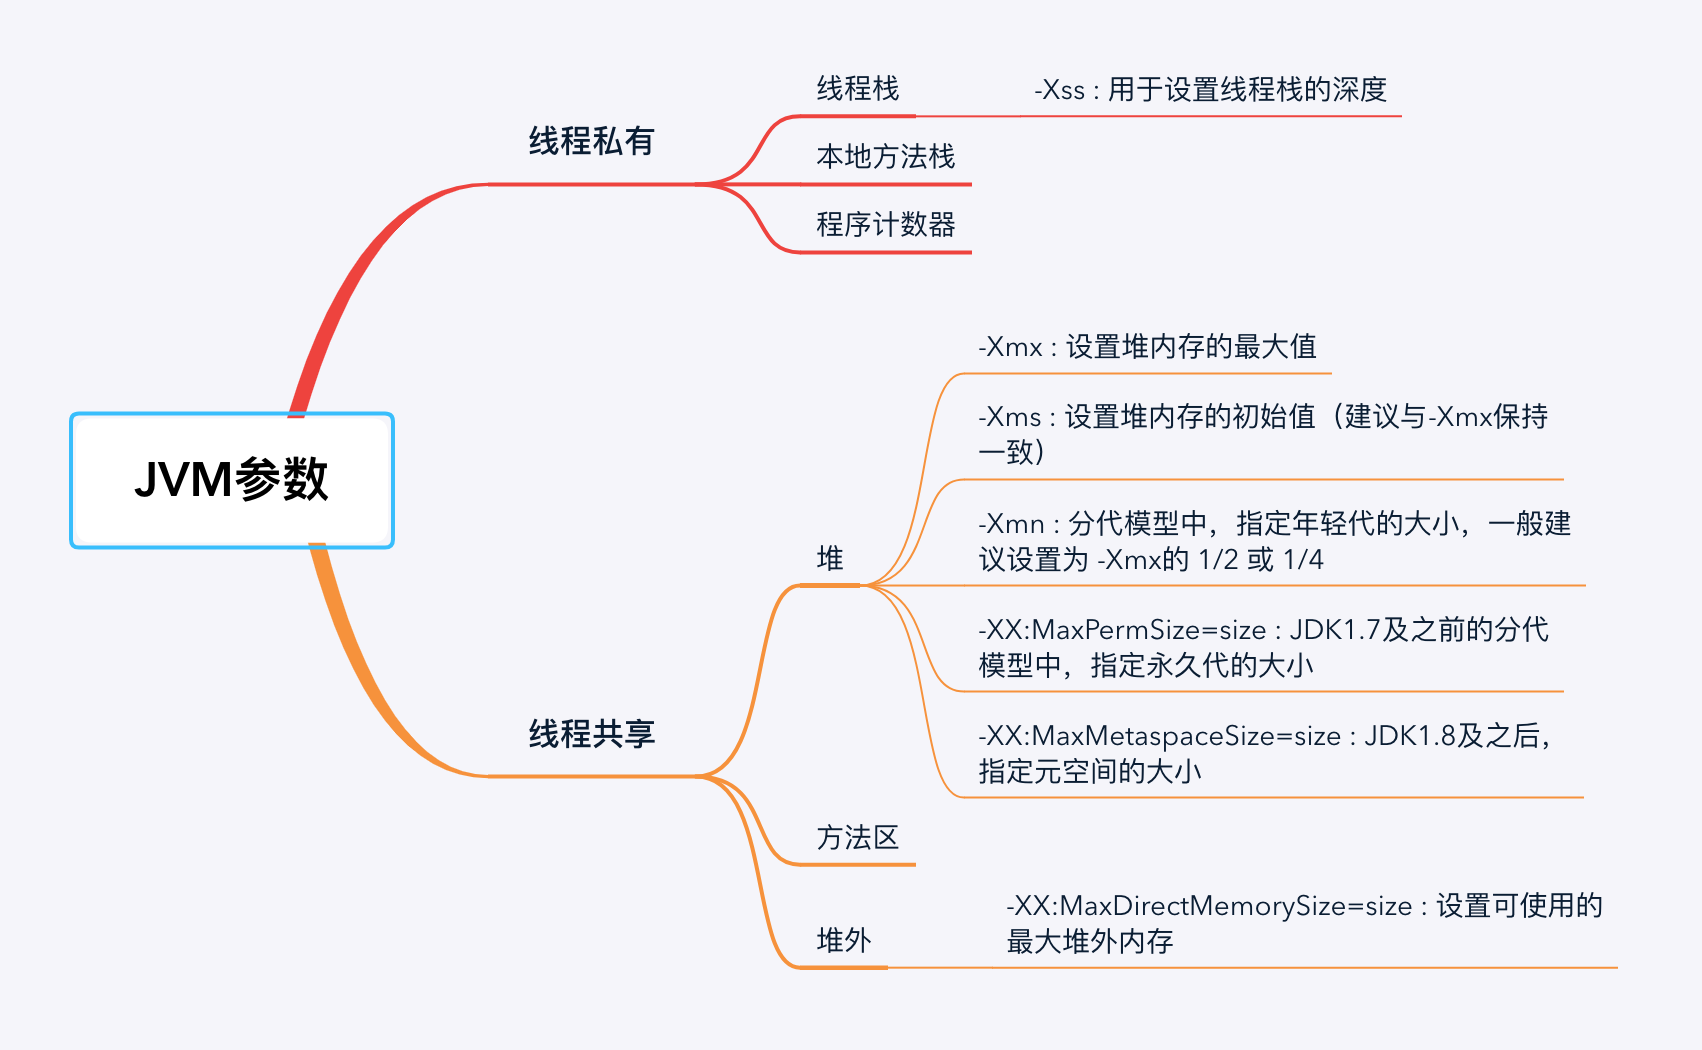 JVM参数
线程私有
线程栈
-Xss : 用于设置线程栈的深度
本地方法栈
程序计数器
线程共享
堆
-Xmx : 设置堆内存的最大值
-Xms : 设置堆内存的初始值（建议与-Xmx保持
一致）
-Xmn : 分代模型中，指定年轻代的大小，一般建
议设置为 -Xmx的 1/2 或 1/4
-XX:MaxPermSize=size : JDK1.7及之前的分代
模型中，指定永久代的大小
-XX:MaxMetaspaceSize=size : JDK1.8及之后，
指定元空间的大小
方法区
堆外
-XX:MaxDirectMemorySize=size : 设置可使用的
最大堆外内存